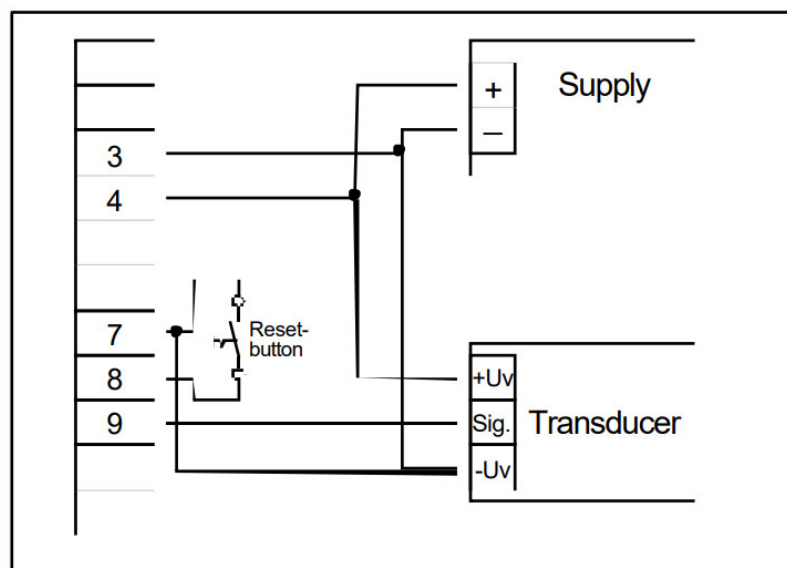 +
Supply
–
3
4
7
Reset-
button
8
+Uv
9
Sig.
Transducer
-Uv